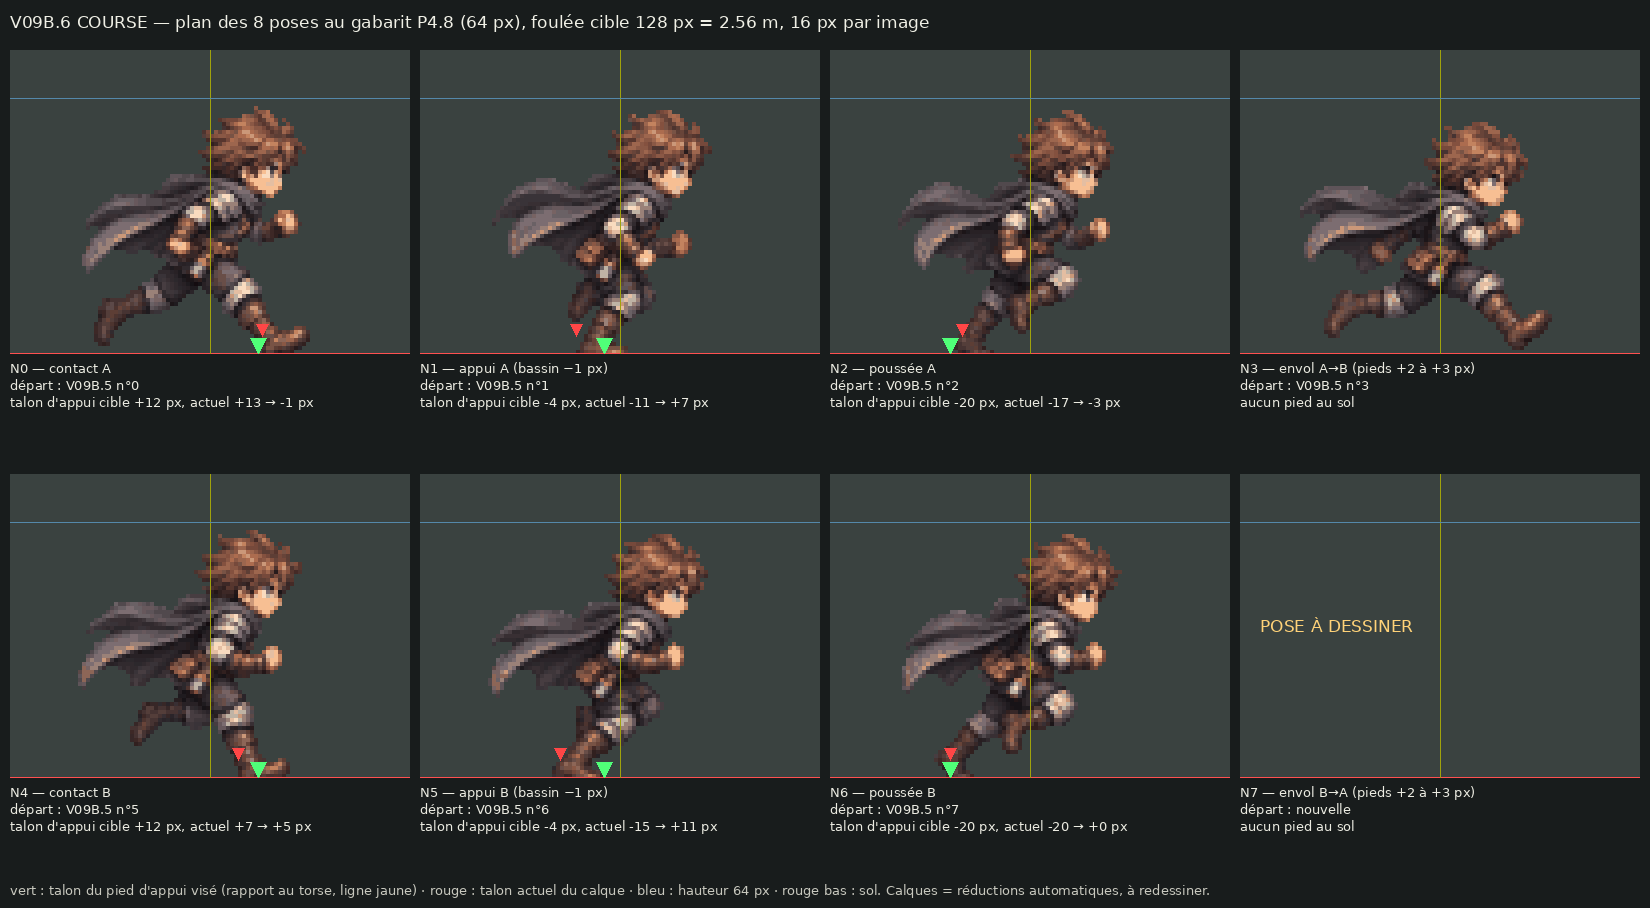 V09B.6 COURSE — plan des 8 poses au gabarit P4.8 (64 px), foulée cible 128 px = 2.56 m, 16 px par image
N0 — contact A
départ : V09B.5 n°0
talon d'appui cible +12 px, actuel +13 → -1 px
N1 — appui A (bassin −1 px)
départ : V09B.5 n°1
talon d'appui cible -4 px, actuel -11 → +7 px
N2 — poussée A
départ : V09B.5 n°2
talon d'appui cible -20 px, actuel -17 → -3 px
N3 — envol A→B (pieds +2 à +3 px)
départ : V09B.5 n°3
aucun pied au sol
POSE À DESSINER
N4 — contact B
départ : V09B.5 n°5
talon d'appui cible +12 px, actuel +7 → +5 px
N5 — appui B (bassin −1 px)
départ : V09B.5 n°6
talon d'appui cible -4 px, actuel -15 → +11 px
N6 — poussée B
départ : V09B.5 n°7
talon d'appui cible -20 px, actuel -20 → +0 px
N7 — envol B→A (pieds +2 à +3 px)
départ : nouvelle
aucun pied au sol
vert : talon du pied d'appui visé (rapport au torse, ligne jaune) · rouge : talon actuel du calque · bleu : hauteur 64 px · rouge bas : sol. Calques = réductions automatiques, à redessiner.